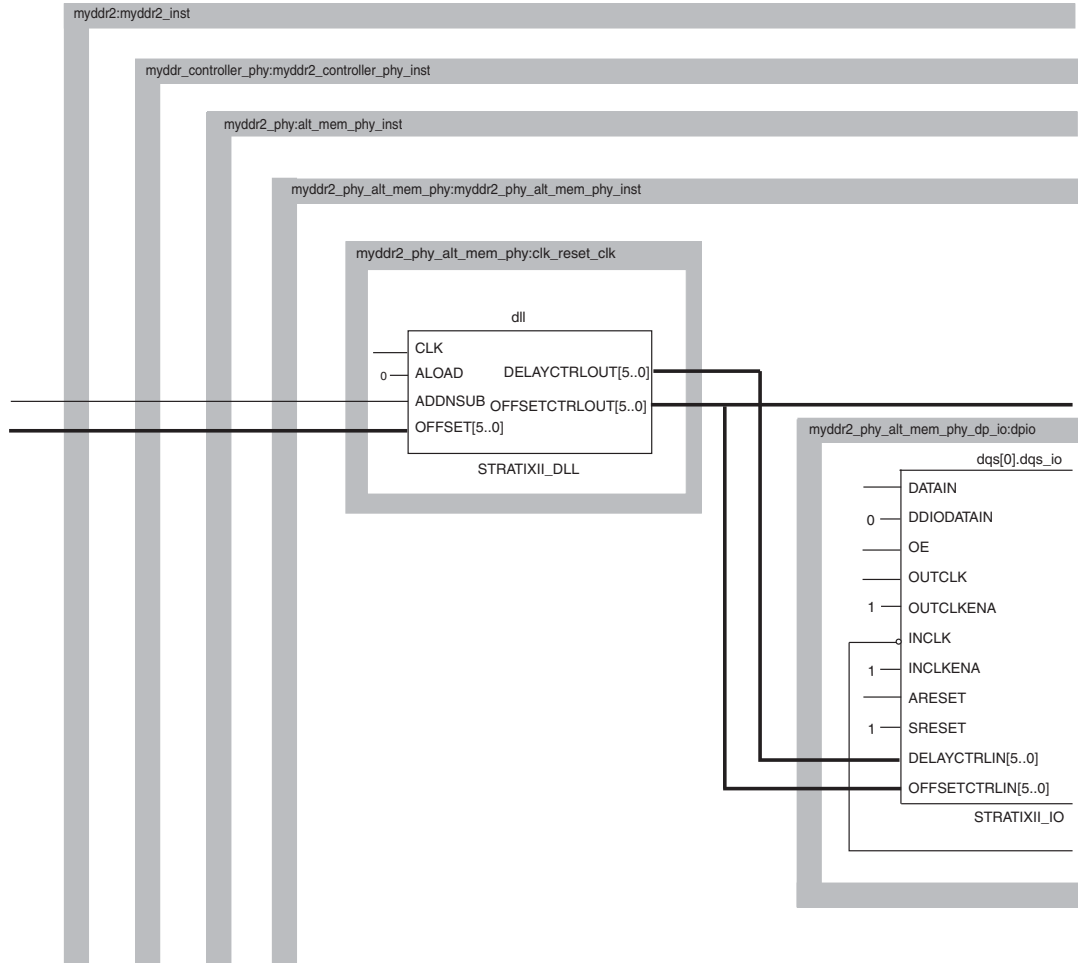 myddr2:myddr2_inst
myddr_controller_phy:myddr2_controller_phy_inst
myddr2_phy:alt_mem_phy_inst
myddr2_phy_alt_mem_phy:myddr2_phy_alt_mem_phy_inst
myddr2_phy_alt_mem_phy:clk_reset_clk
dll
CLK
0 ALOAD DELAYCTRLOUT[5..0]
ADDNSUB OFFSETCTRLOUT[5..0]
OFFSET[5..0]
STRATIXII_DLL
myddr2_phy_alt_mem_phy_dp_io:dpio
dqs[0].dqs_io
DATAIN
0 DDIODATAIN
OE
OUTCLK
1 OUTCLKENA
INCLK
1 INCLKENA
ARESET
1 SRESET
DELAYCTRLIN[5..0]
OFFSETCTRLIN[5..0]
STRATIXII_IO